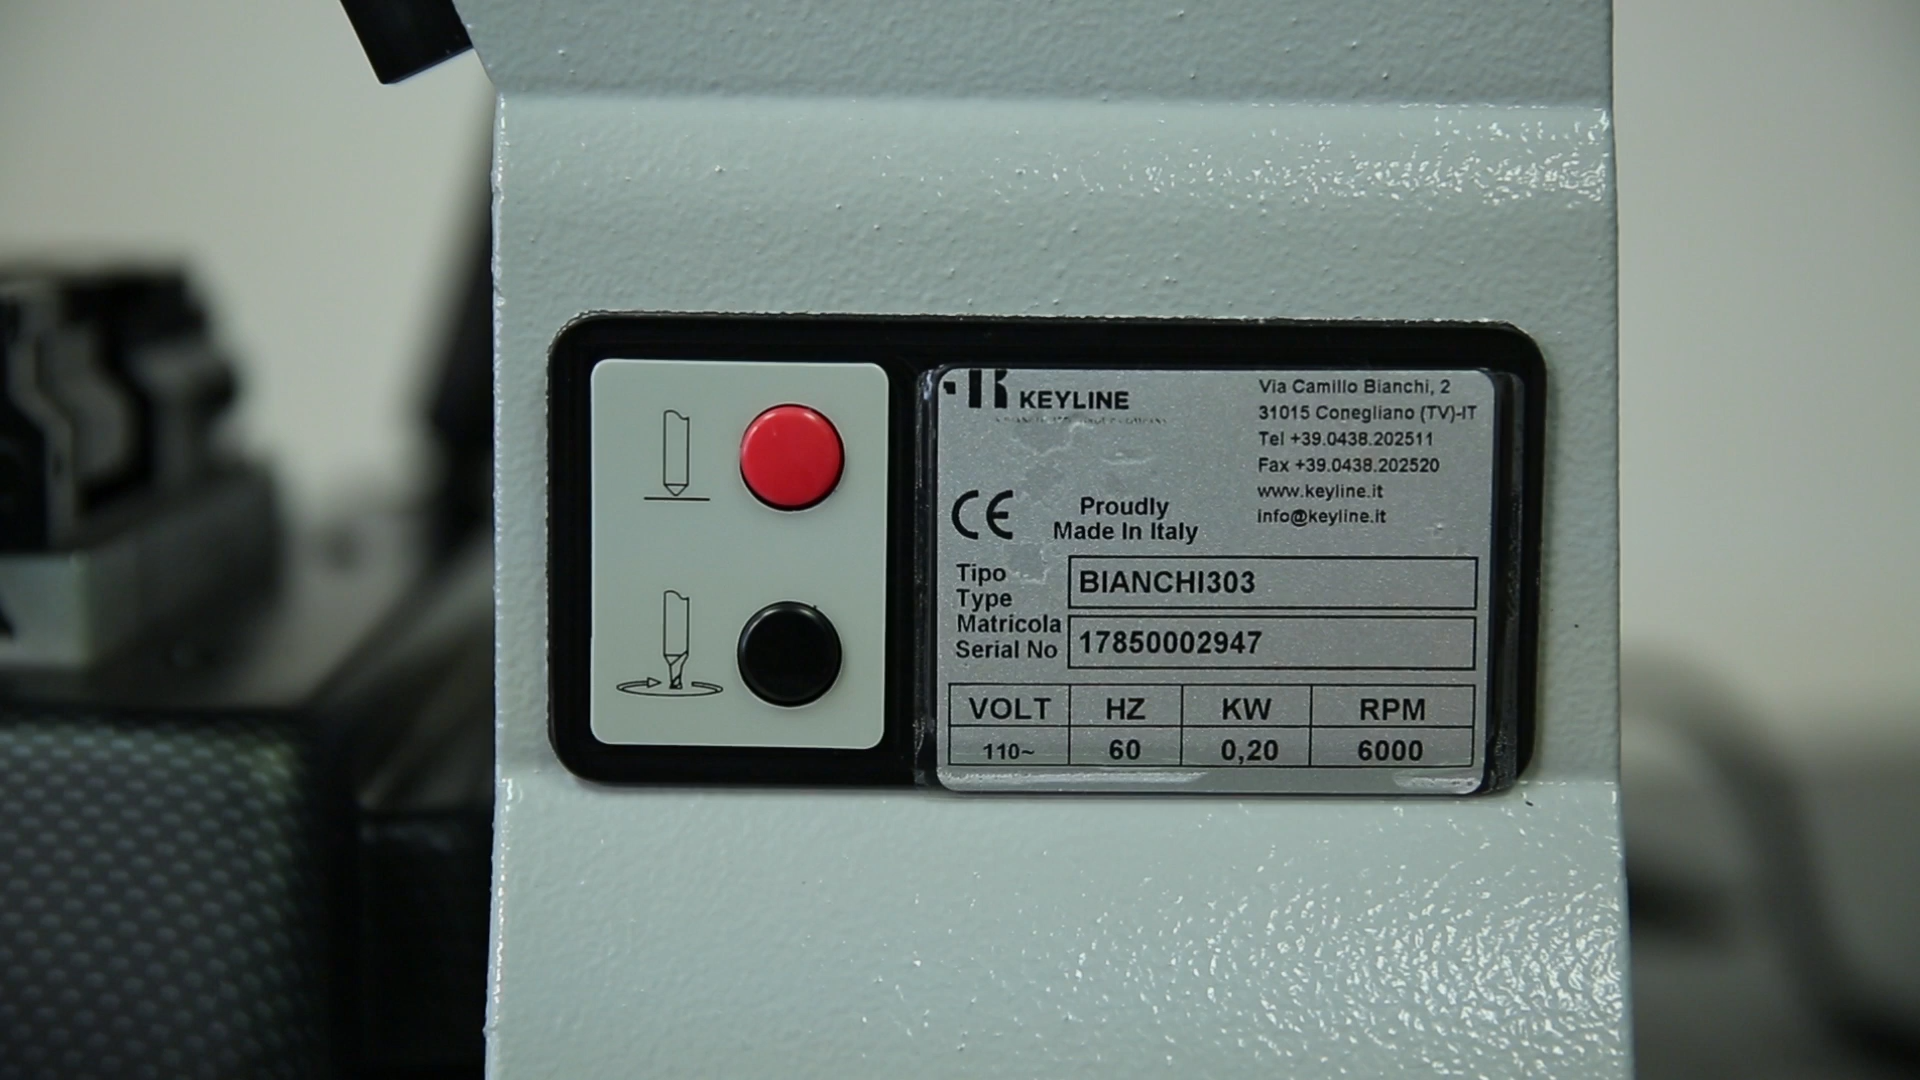 KEYLINE
Via Camillo Bianchi, 2
31015 Conegliano (TV)-IT
Tel +39.0438.202511
Fax +39.0438.202520
www.keyline.it
info@keyline.it
CE
Proudly
Made In Italy
Tipo
Type
BIANCHI303
Matricola
Serial No
17850002947
VOLT HZ KW RPM
110~ 60 0,20 6000